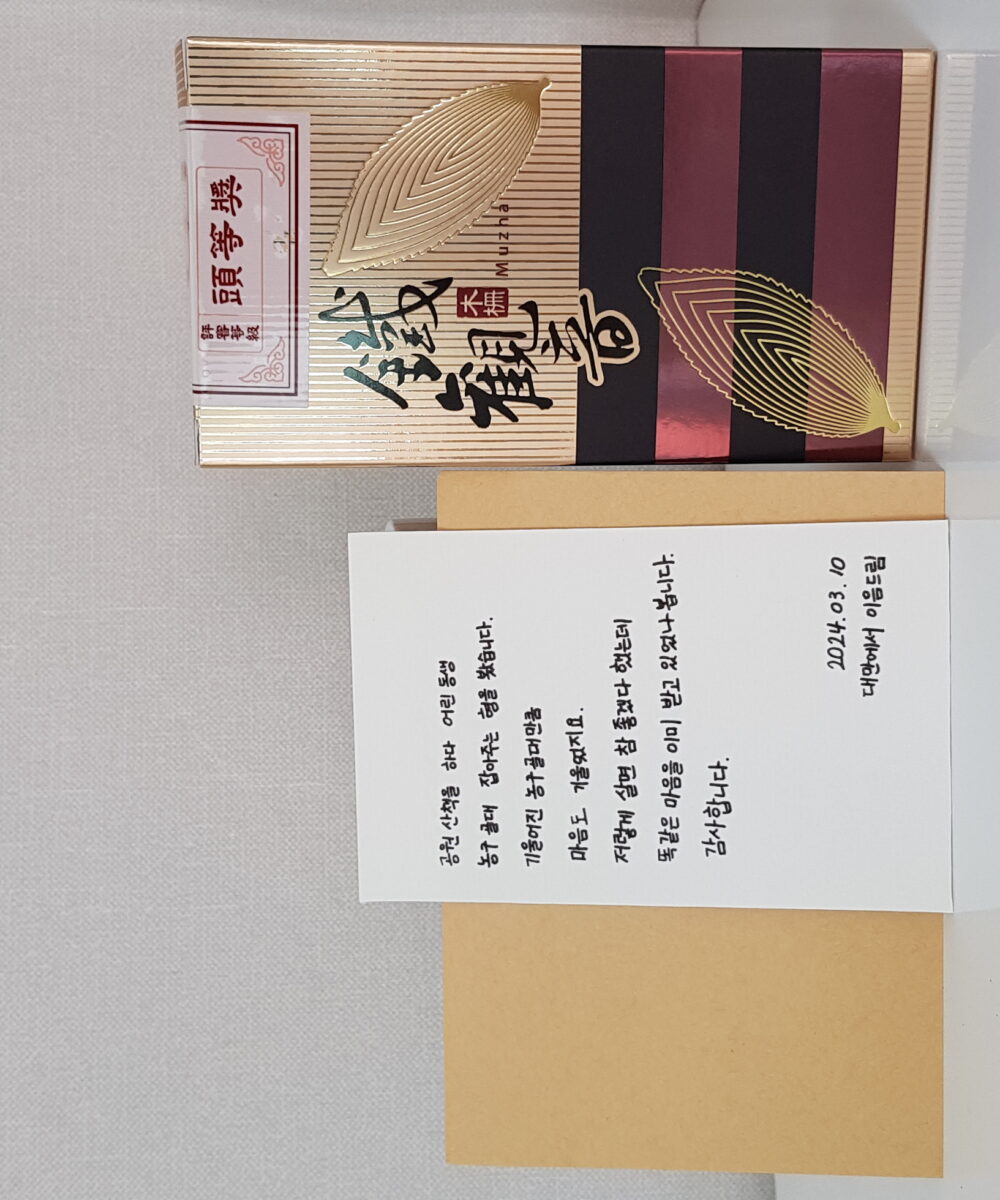 評審等級
頭等獎
鐵觀音
木柵
Muzha
공원 산책을 하다 어린 동생
농구 골대 잡아주는 형을 봤습니다.
기울어진 농구골대만큼
마음도 기울었지요.
저렇게 살면 참 좋겠다 했는데
똑같은 마음을 이미 받고 있었나 봅니다.
감사합니다.
2024.03.10
대만에서 이음드림